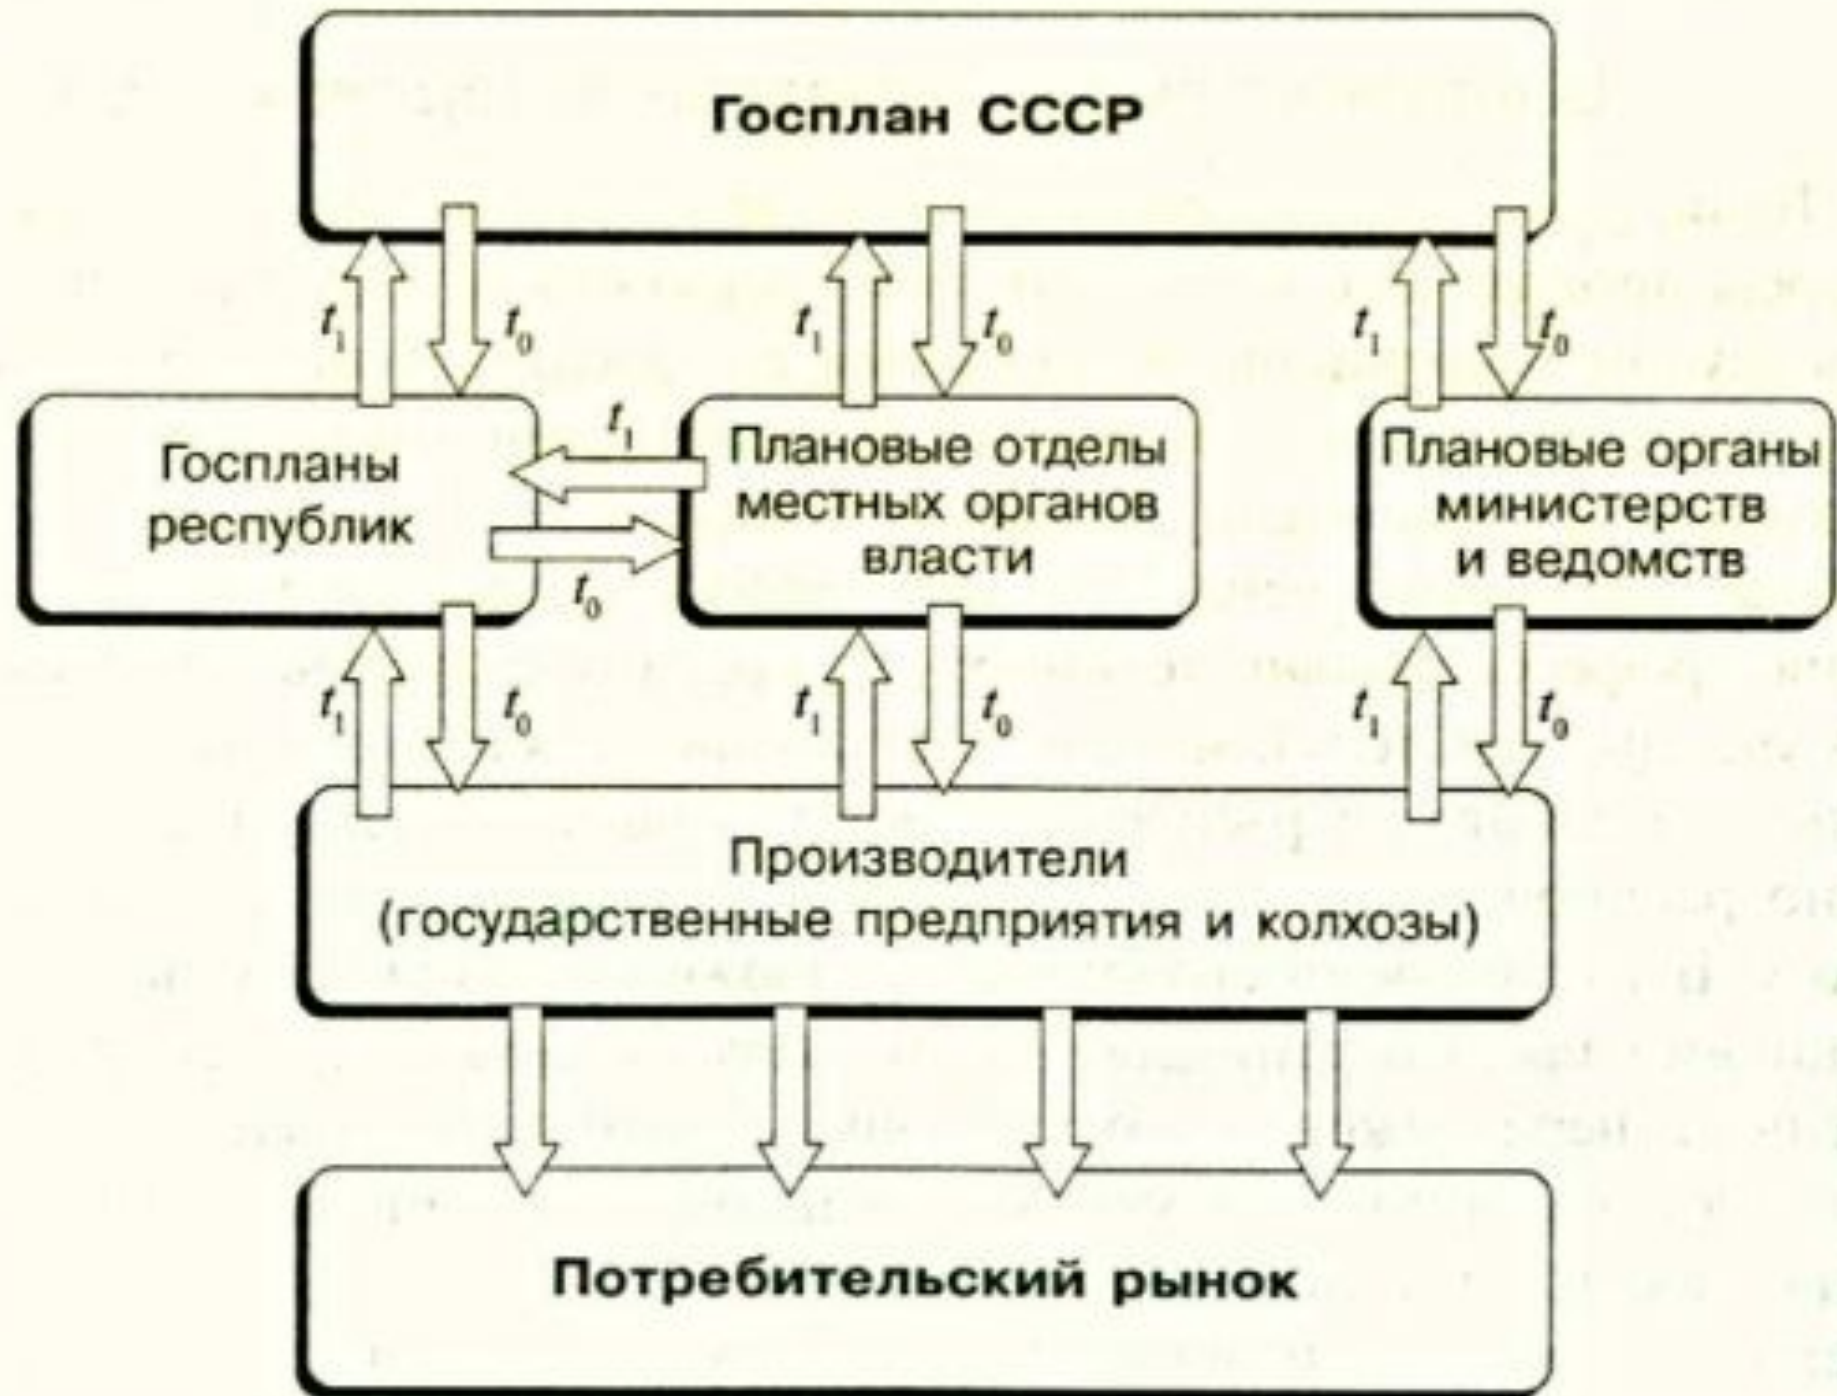 Госплан СССР
t₁ t₀ t₁ t₀ t₁ t₀
Госпланы
республик
t₁
t₀
Плановые отделы
местных органов
власти
Плановые органы
министерств
и ведомств
t₁ t₀ t₁ t₀ t₁ t₀
Производители
(государственные предприятия и колхозы)
Потребительский рынок